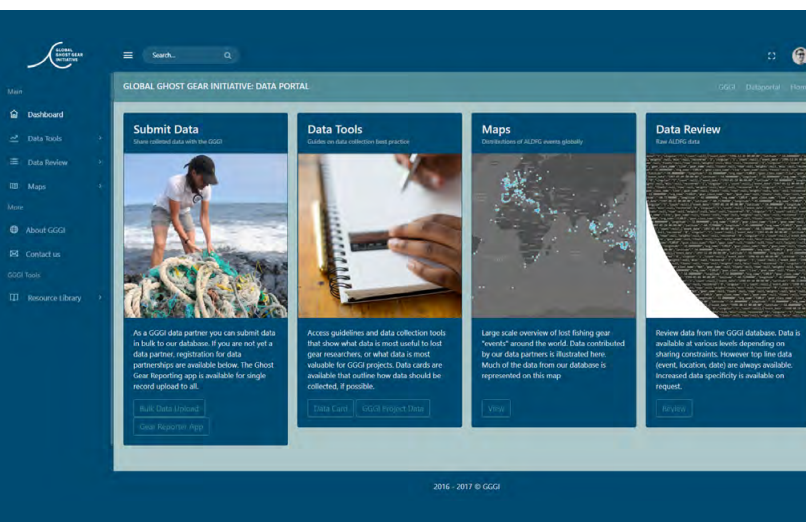 GLOBAL
GHOST GEAR
INITIATIVE
Search...
Main
Dashboard
Data Tools
Data Review
Maps
More
About GGGI
Contact us
GGGI Tools
Resource Library
GLOBAL GHOST GEAR INITIATIVE: DATA PORTAL
GGGI
Dataportal
Hom
Submit Data
Share collected data with the GGGI
As a GGGI data partner you can submit data
in bulk to our database. If you are not yet a
data partner, registration for data
partnerships are available below. The Ghost
Gear Reporting app is available for single
record upload to all.
Bulk Data Upload
Gear Reporter App
Data Tools
Guides on data collection best practice
Access guidelines and data collection tools
that show what data is most useful to lost
gear researchers, or what data is most
valuable for GGGI projects. Data cards are
available that outline how data should be
collected, if possible.
Data Card
GGGI Project Data
Maps
Distributions of ALDFG events globally
Large scale overview of lost fishing gear
"events" around the world. Data contributed
by our data partners is illustrated here.
Much of the data from our database is
represented on this map
View
Data Review
Raw ALDFG data
Review data from the GGGI database. Data is
available at various levels depending on
sharing constraints. However top line data
(event, location, date) are always available.
Increased data specificity is available on
request.
Review
2016 - 2017 © GGGI